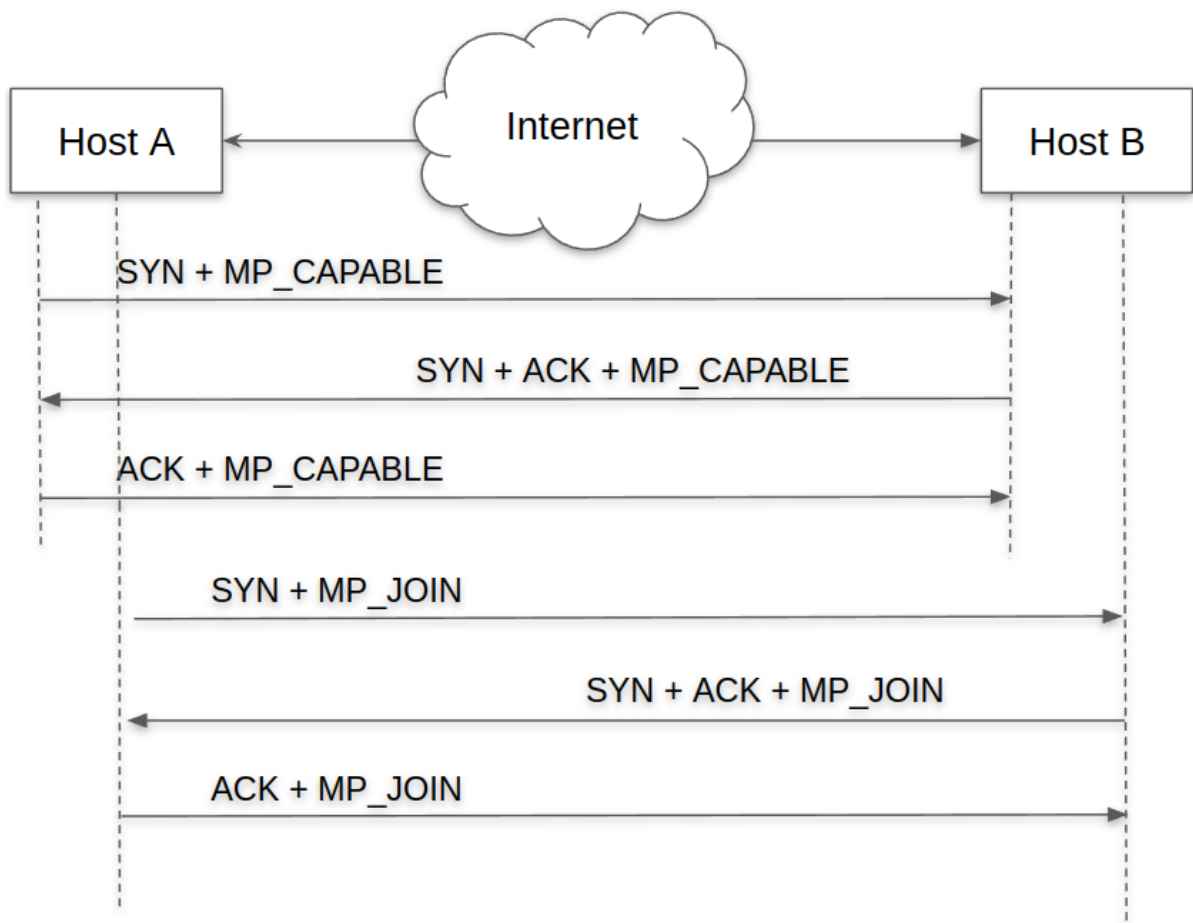 Host A
Internet
Host B
SYN + MP_CAPABLE
SYN + ACK + MP_CAPABLE
ACK + MP_CAPABLE
SYN + MP_JOIN
SYN + ACK + MP_JOIN
ACK + MP_JOIN